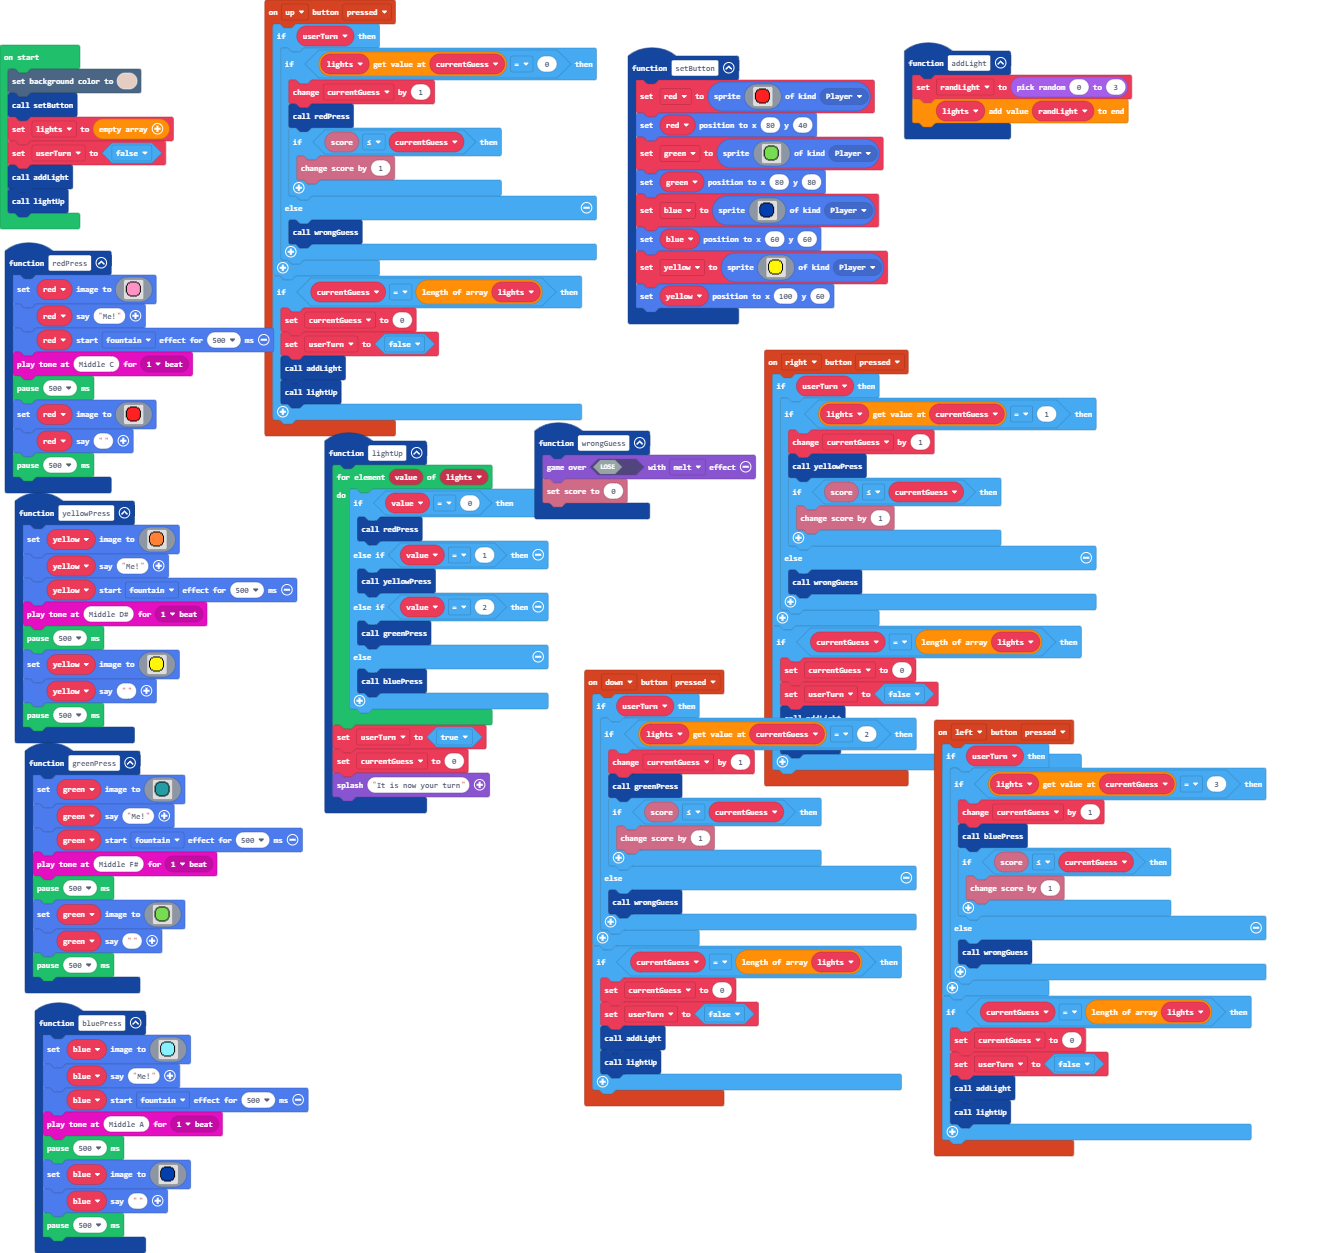 on start
set background color to
call setButton
set lights to empty array
set userTurn to false
call addLight
call lightUp
function redPress
set red image to
red say "Me!"
red start fountain effect for 500 ms
play tone at Middle C for 1 beat
pause 500 ms
set red image to
red say " "
pause 500 ms
function yellowPress
set yellow image to
yellow say "Me!"
yellow start fountain effect for 500 ms
play tone at Middle D# for 1 beat
pause 500 ms
set yellow image to
yellow say " "
pause 500 ms
function greenPress
set green image to
green say "Me!"
green start fountain effect for 500 ms
play tone at Middle F# for 1 beat
pause 500 ms
set green image to
green say " "
pause 500 ms
function bluePress
set blue image to
blue say "Me!"
blue start fountain effect for 500 ms
play tone at Middle A for 1 beat
pause 500 ms
set blue image to
blue say " "
pause 500 ms
on up button pressed
if userTurn then
if lights get value at currentGuess = 0 then
change currentGuess by 1
call redPress
if score ≤ currentGuess then
change score by 1
else
call wrongGuess
if currentGuess = length of array lights then
set currentGuess to 0
set userTurn to false
call addLight
call lightUp
function lightUp
for element value of lights
do if value = 0 then
call redPress
else if value = 1 then
call yellowPress
else if value = 2 then
call greenPress
else
call bluePress
set userTurn to true
set currentGuess to 0
splash "It is now your turn"
function wrongGuess
game over LOSE with melt effect
set score to 0
function setButton
set red to sprite of kind Player
set red position to x 80 y 40
set green to sprite of kind Player
set green position to x 80 y 80
set blue to sprite of kind Player
set blue position to x 60 y 60
set yellow to sprite of kind Player
set yellow position to x 100 y 60
function addLight
set randLight to pick random 0 to 3
lights add value randLight to end
on right button pressed
if userTurn then
if lights get value at currentGuess = 1 then
change currentGuess by 1
call yellowPress
if score ≤ currentGuess then
change score by 1
else
call wrongGuess
if currentGuess = length of array lights then
set currentGuess to 0
set userTurn to false
call addLight
on down button pressed
if userTurn then
if lights get value at currentGuess = 2 then
change currentGuess by 1
call greenPress
if score ≤ currentGuess then
change score by 1
else
call wrongGuess
if currentGuess = length of array lights then
set currentGuess to 0
set userTurn to false
call addLight
call lightUp
on left button pressed
if userTurn then
if lights get value at currentGuess = 3 then
change currentGuess by 1
call bluePress
if score ≤ currentGuess then
change score by 1
else
call wrongGuess
if currentGuess = length of array lights then
set currentGuess to 0
set userTurn to false
call addLight
call lightUp